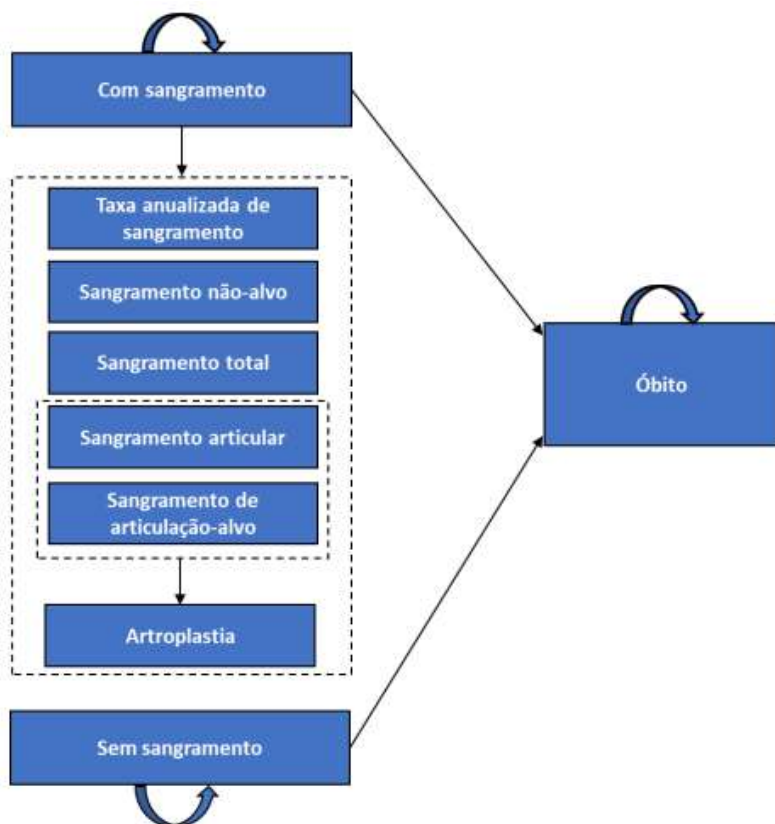 Com sangramento
Taxa anualizada de
sangramento
Sangramento não-alvo
Sangramento total
Sangramento articular
Sangramento de
articulação-alvo
Artroplastia
Sem sangramento
Óbito